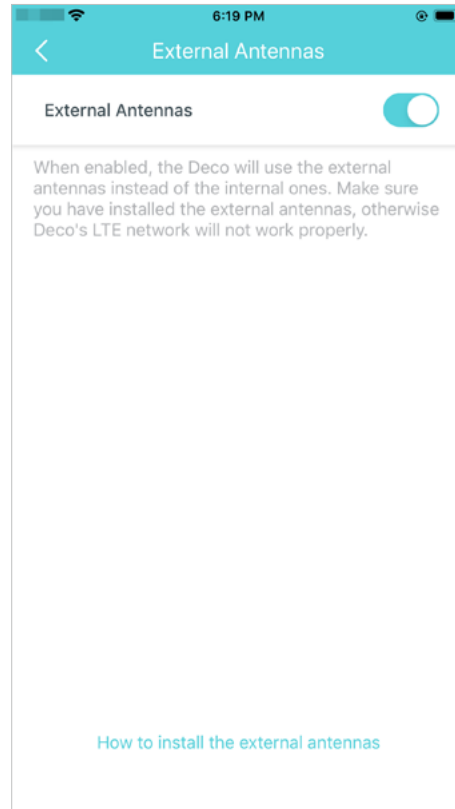 6:19 PM
External Antennas
External Antennas
When enabled, the Deco will use the external
antennas instead of the internal ones. Make sure
you have installed the external antennas, otherwise
Deco's LTE network will not work properly.
How to install the external antennas